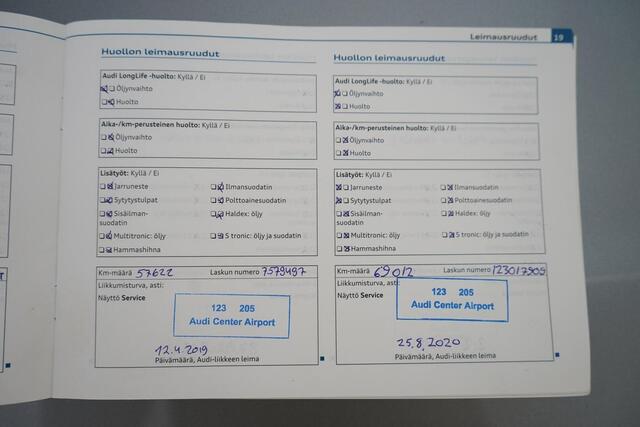 Leimausruudut 19
Huollon leimausruudut
Audi LongLife -huolto: Kyllä / Ei
Öljynvaihto
Huolto
Aika-/km-perusteinen huolto: Kyllä / Ei
Öljynvaihto
Huolto
Lisätyöt: Kyllä / Ei
Jarruneste
Ilmansuodatin
Sytytystulpat
Polttoainesuodatin
Sisäilman-
suodatin
Haldex: öljy
Multitronic: öljy
S tronic: öljy ja suodatin
Hammashihna
Km-määrä 57622 Laskun numero 7579497
Liikkumisturva, asti:
Näyttö Service
123 205
Audi Center Airport
12.4.2019
Päivämäärä, Audi-liikkeen leima
Huollon leimausruudut
Audi LongLife -huolto: Kyllä / Ei
Öljynvaihto
Huolto
Aika-/km-perusteinen huolto: Kyllä / Ei
Öljynvaihto
Huolto
Lisätyöt: Kyllä / Ei
Jarruneste
Ilmansuodatin
Sytytystulpat
Polttoainesuodatin
Sisäilman-
suodatin
Haldex: öljy
Multitronic: öljy
S tronic: öljy ja suodatin
Hammashihna
Km-määrä 69012 Laskun numero 123017909
Liikkumisturva, asti:
Näyttö Service
123 205
Audi Center Airport
25.8.2020
Päivämäärä, Audi-liikkeen leima